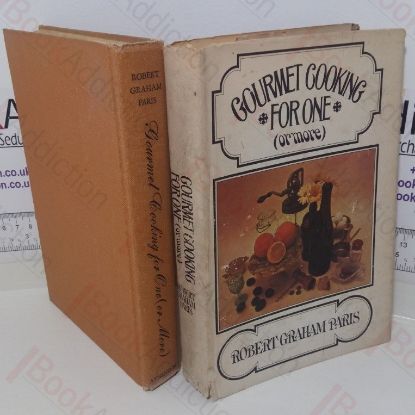 ROBERT
GRAHAM
PARIS
Gourmet Cooking for One (or More)
GOURMET COOKING
FOR ONE (or more)
ROBERT
GRAHAM
PARIS
GOURMET COOKING
FOR ONE
(or more)
ROBERT GRAHAM PARIS